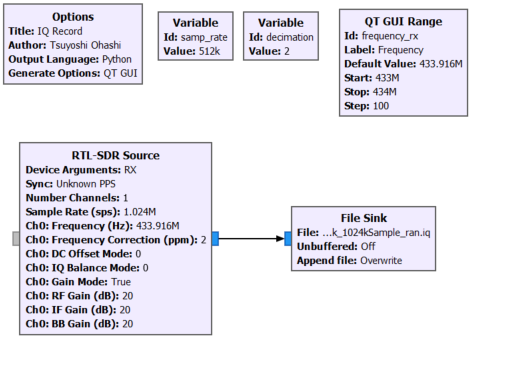 Options
Title: IQ Record
Author: Tsuyoshi Ohashi
Output Language: Python
Generate Options: QT GUI
Variable
Id: samp_rate
Value: 512k
Variable
Id: decimation
Value: 2
QT GUI Range
Id: frequency_rx
Label: Frequency
Default Value: 433.916M
Start: 433M
Stop: 434M
Step: 100
RTL-SDR Source
Device Arguments: RX
Sync: Unknown PPS
Number Channels: 1
Sample Rate (sps): 1.024M
Ch0: Frequency (Hz): 433.916M
Ch0: Frequency Correction (ppm): 2
Ch0: DC Offset Mode: 0
Ch0: IQ Balance Mode: 0
Ch0: Gain Mode: True
Ch0: RF Gain (dB): 20
Ch0: IF Gain (dB): 20
Ch0: BB Gain (dB): 20
File Sink
File: ...k_1024kSample_ran.iq
Unbuffered: Off
Append file: Overwrite